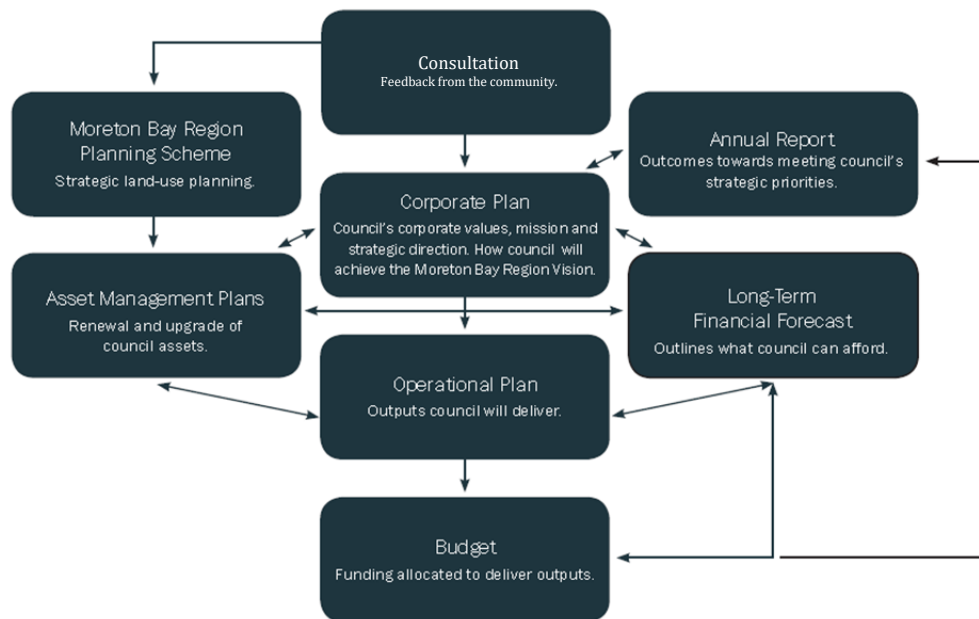 Consultation
Feedback from the community.
Moreton Bay Region
Planning Scheme
Strategic land-use planning.
Annual Report
Outcomes towards meeting council's
strategic priorities.
Corporate Plan
Council's corporate values, mission and
strategic direction. How council will
achieve the Moreton Bay Region Vision.
Asset Management Plans
Renewal and upgrade of
council assets.
Long-Term
Financial Forecast
Outlines what council can afford.
Operational Plan
Outputs council will deliver.
Budget
Funding allocated to deliver outputs.